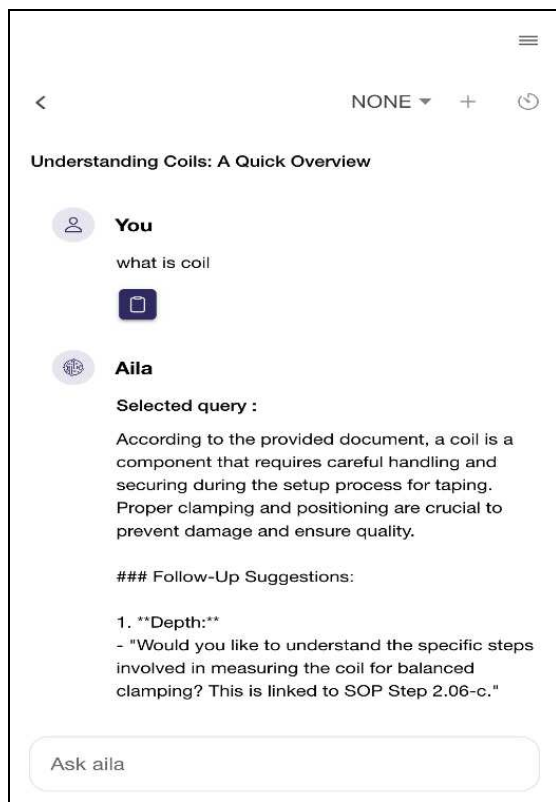 NONE
Understanding Coils: A Quick Overview
You
what is coil
Aila
Selected query :
According to the provided document, a coil is a
component that requires careful handling and
securing during the setup process for taping.
Proper clamping and positioning are crucial to
prevent damage and ensure quality.
### Follow-Up Suggestions:
1. **Depth:**
- "Would you like to understand the specific steps
involved in measuring the coil for balanced
clamping? This is linked to SOP Step 2.06-c."
Ask aila